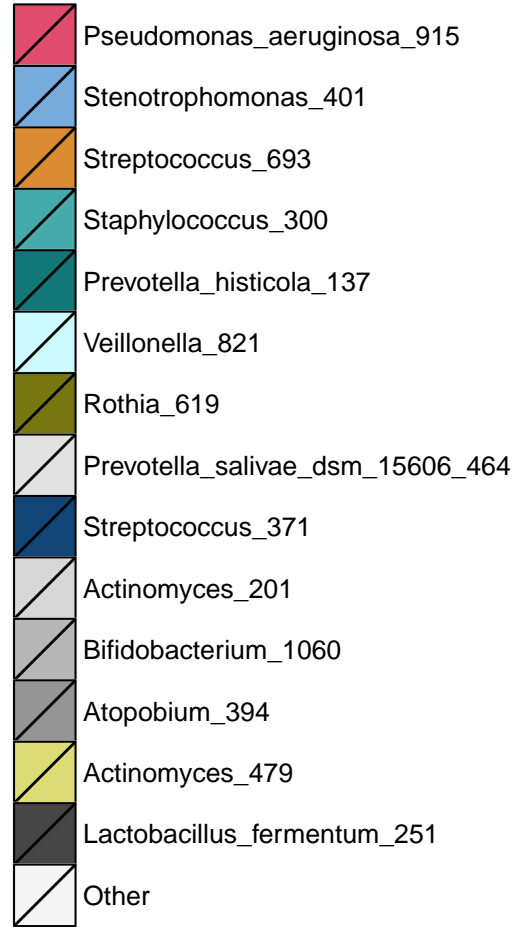 Pseudomonas_aeruginosa_915
Stenotrophomonas_401
Streptococcus_693
Staphylococcus_300
Prevotella_histicola_137
Veillonella_821
Rothia_619
Prevotella_salivae_dsm_15606_464
Streptococcus_371
Actinomyces_201
Bifidobacterium_1060
Atopobium_394
Actinomyces_479
Lactobacillus_fermentum_251
Other